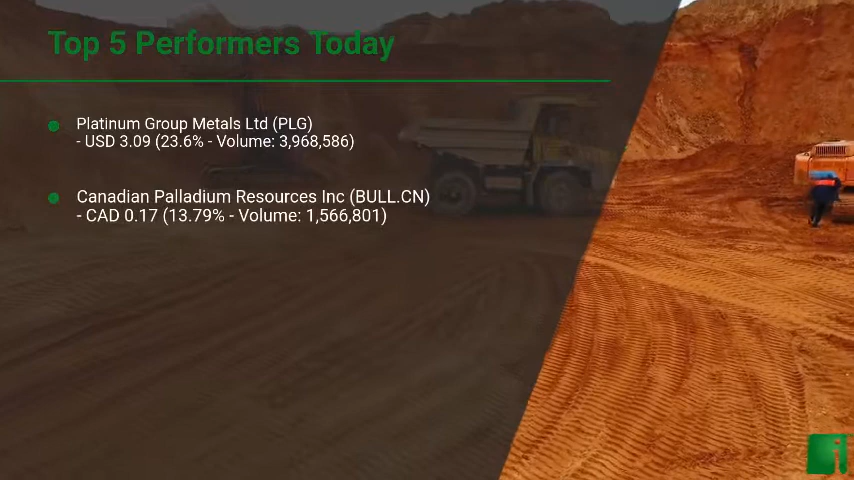 Top 5 Performers Today
Platinum Group Metals Ltd (PLG)
- USD 3.09 (23.6% - Volume: 3,968,586)
Canadian Palladium Resources Inc (BULL.CN)
- CAD 0.17 (13.79% - Volume: 1,566,801)